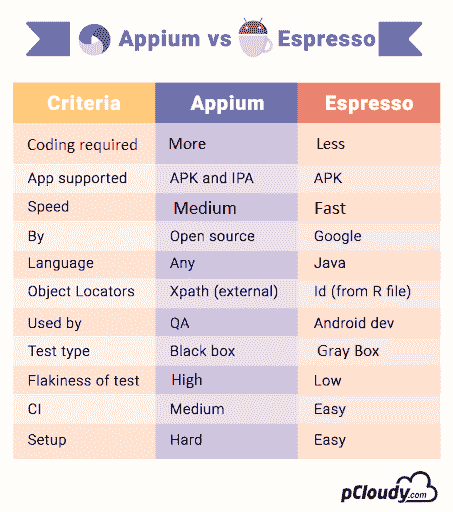 Appium vs Espresso
Criteria Appium Espresso
Coding required More Less
App supported APK and IPA APK
Speed Medium Fast
By Open source Google
Language Any Java
Object Locators Xpath (external) Id (from R file)
Used by QA Android dev
Test type Black box Gray Box
Flakiness of test High Low
CI Medium Easy
Setup Hard Easy
pCloudy.com